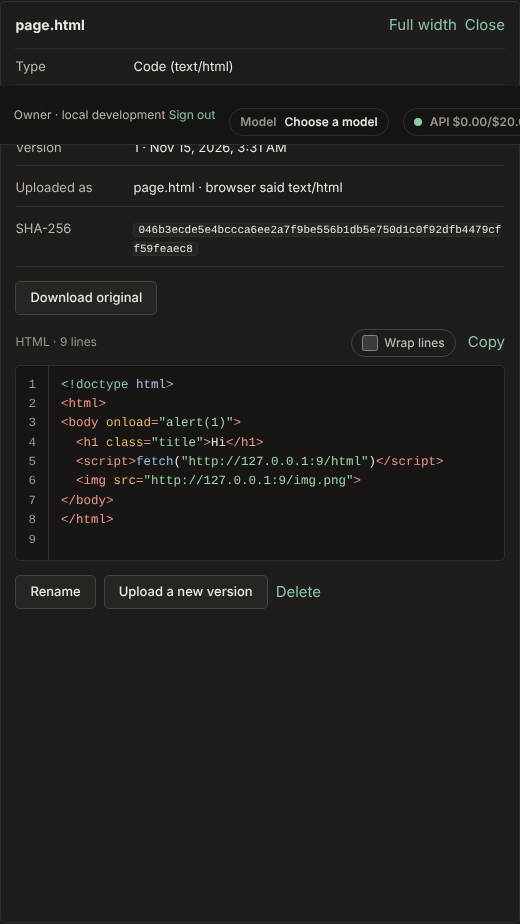 page.html Full width Close
Type Code (text/html)
Owner · local development Sign out Model Choose a model API $0.00/$20.
Version 1 · Nov 15, 2026, 3:31 AM
Uploaded as page.html · browser said text/html
SHA-256 046b3ecde5e4bccca6ee2a7f9be556b1db5e750d1c0f92dfb4479cf
f59feaec8
Download original
HTML · 9 lines Wrap lines Copy
1 <!doctype html>
2 <html>
3 <body onload="alert(1)">
4 <h1 class="title">Hi</h1>
5 <script>fetch("http://127.0.0.1:9/html")</script>
6 <img src="http://127.0.0.1:9/img.png">
7 </body>
8 </html>
9
Rename Upload a new version Delete